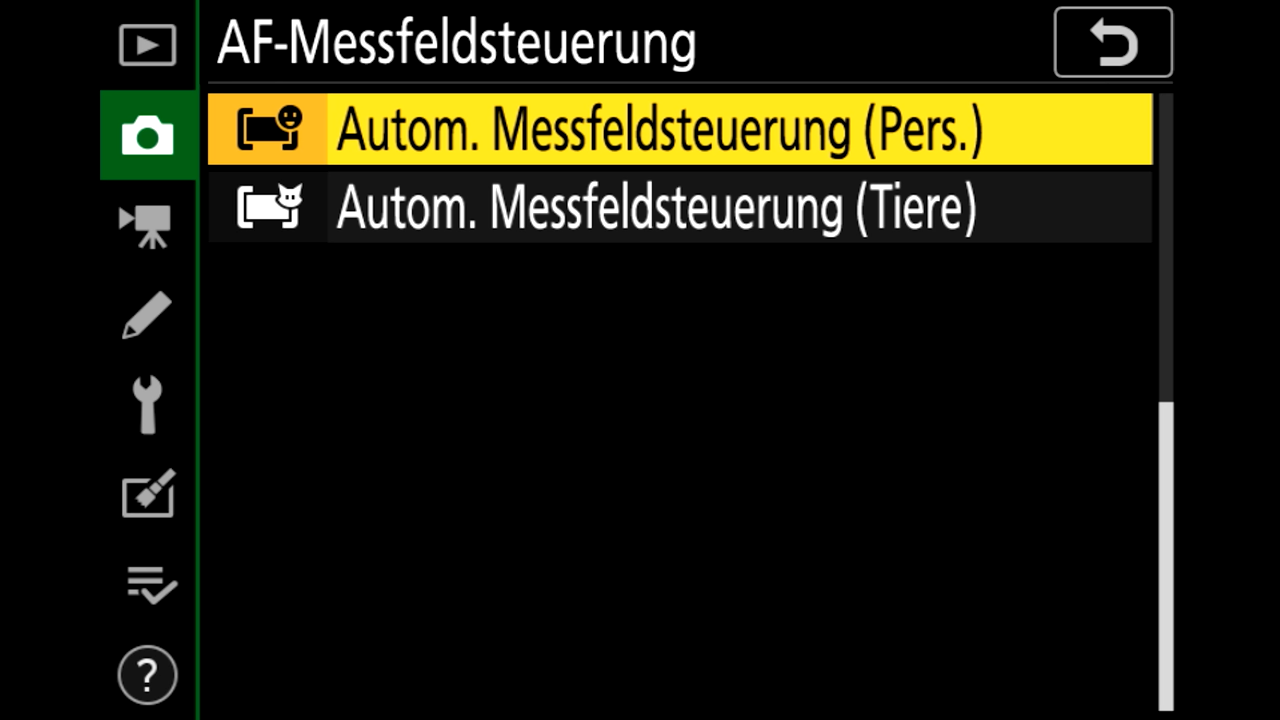 AF-Messfeldsteuerung
Autom. Messfeldsteuerung (Pers.)
Autom. Messfeldsteuerung (Tiere)
?